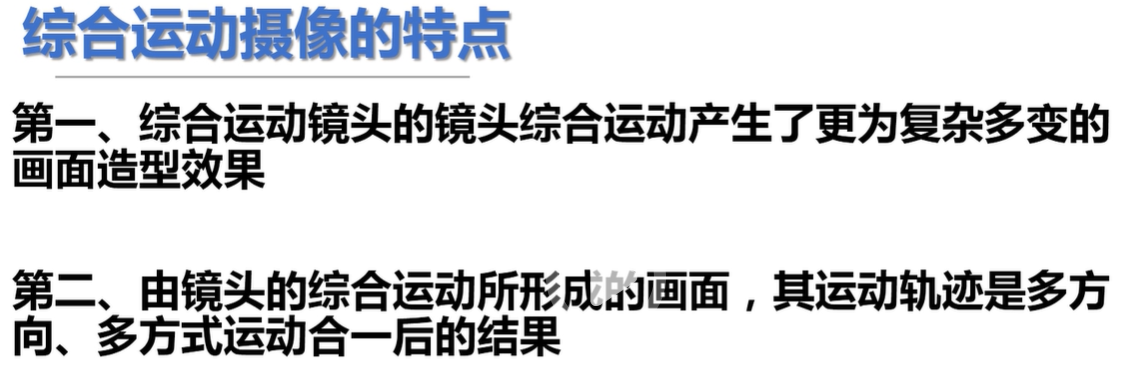 综合运动摄像的特点
第一、综合运动镜头的镜头综合运动产生了更为复杂多变的
画面造型效果
第二、由镜头的综合运动所形成的画面，其运动轨迹是多方
向、多方式运动合一后的结果